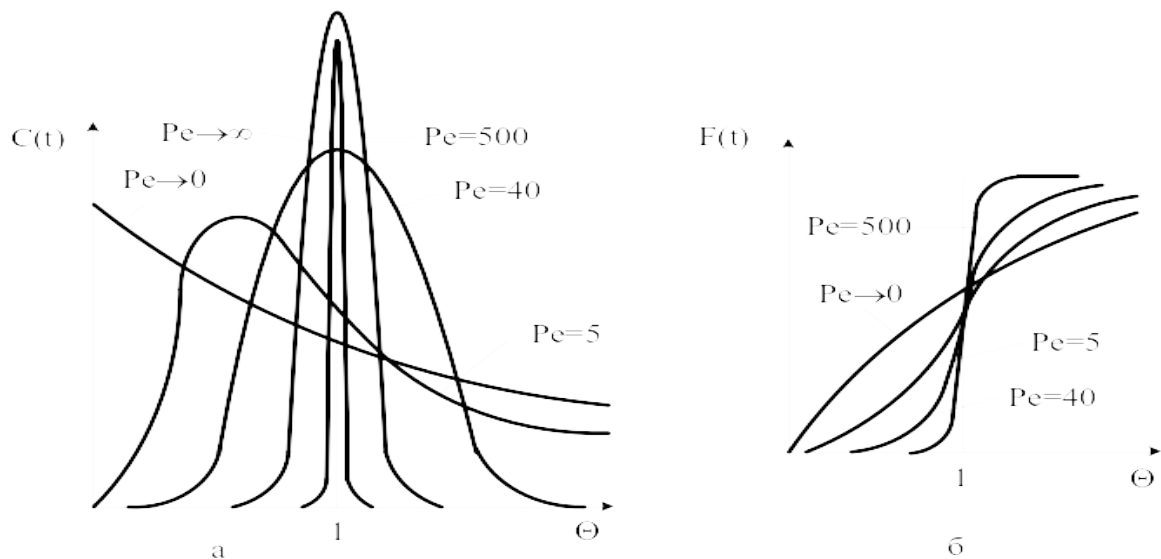 C(t)
Pe→∞
Pe=500
Pe→0
Pe=40
Pe=5
1
Θ
а
F(t)
Pe=500
Pe→0
Pe=5
Pe=40
1
Θ
б